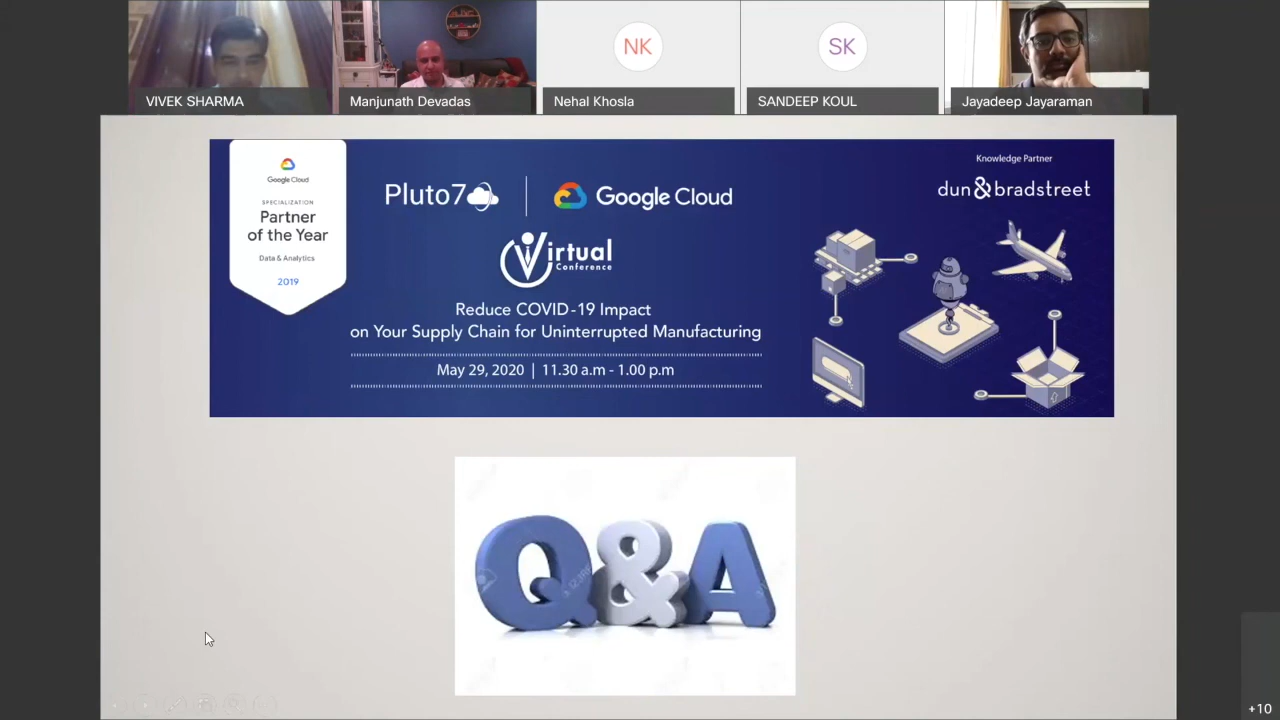 NK
SK
VIVEK SHARMA
Manjunath Devadas
Nehal Khosla
SANDEEP KOUL
Jayadeep Jayaraman
Google Cloud
SPECIALIZATION
Partner
of the Year
Data & Analytics
2019
Pluto7
Google Cloud
Knowledge Partner
dun&bradstreet
Virtual
Conference
Reduce COVID-19 Impact
on Your Supply Chain for Uninterrupted Manufacturing
May 29, 2020 | 11.30 a.m - 1.00 p.m
Q&A
+10